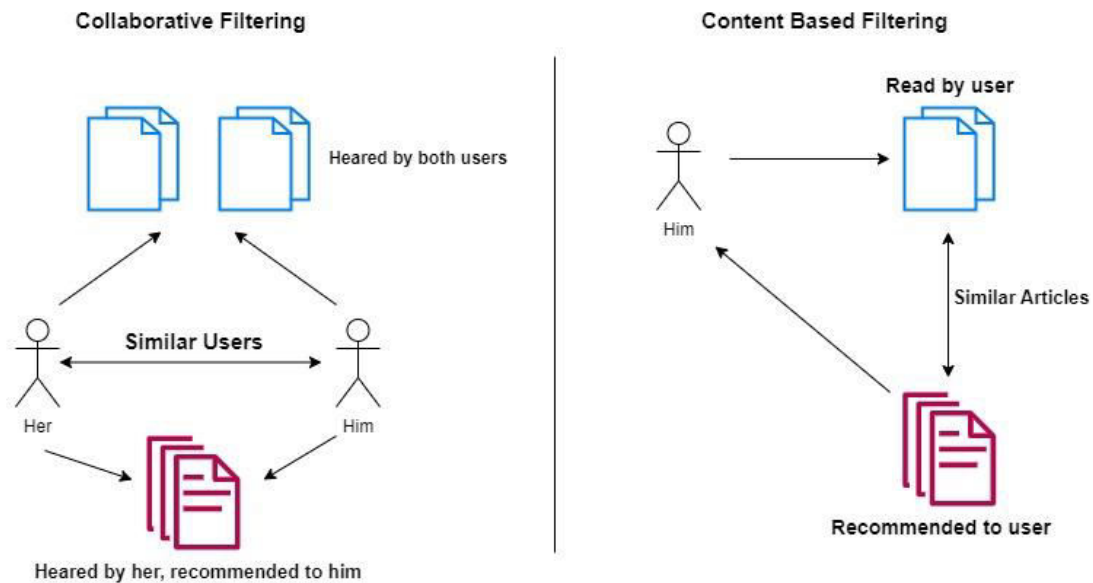 Collaborative Filtering
Heared by both users
Similar Users
Her
Him
Heared by her, recommended to him
Content Based Filtering
Read by user
Him
Similar Articles
Recommended to user